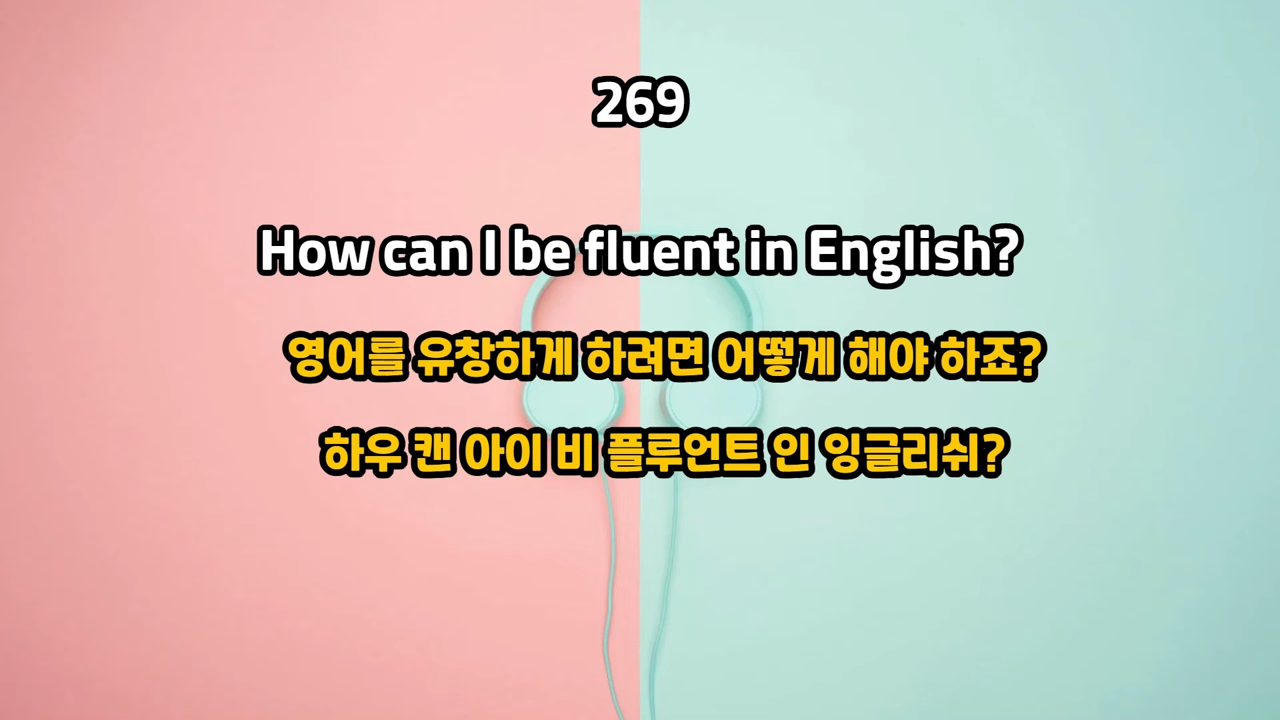 269
How can I be fluent in English?
영어를 유창하게 하려면 어떻게 해야 하죠?
하우 캔 아이 비 플루언트 인 잉글리쉬?